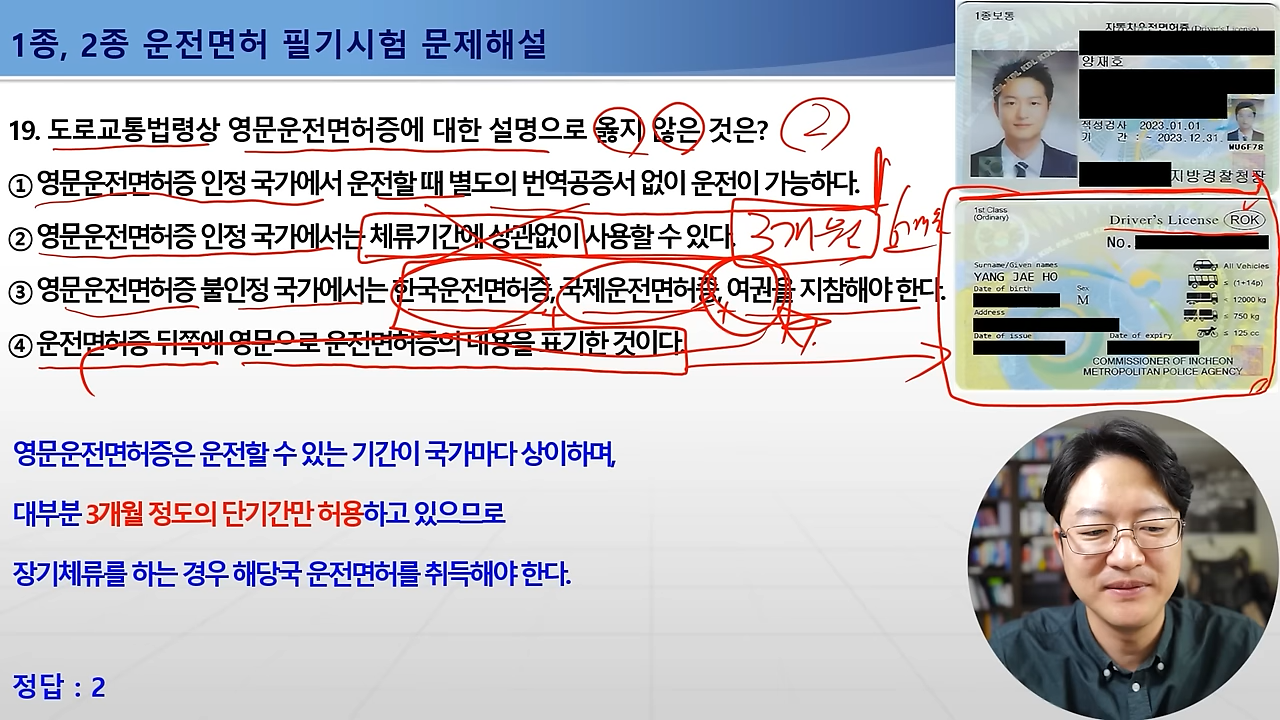 1종, 2종 운전면허 필기시험 문제해설
19. 도로교통법령상 영문운전면허증에 대한 설명으로 옳지 않은 것은? 2
① 영문운전면허증 인정 국가에서 운전할 때 별도의 번역공증서 없이 운전이 가능하다.
② 영문운전면허증 인정 국가에서는 체류기간에 상관없이 사용할 수 있다. 3개월 6개월
③ 영문운전면허증 불인정 국가에서는 한국운전면허증, 국제운전면허증, 여권을 지참해야 한다.
④ 운전면허증 뒤쪽에 영문으로 운전면허증의 내용을 표기한 것이다.
영문운전면허증은 운전할 수 있는 기간이 국가마다 상이하며,
대부분 3개월 정도의 단기간만 허용하고 있으므로
장기체류를 하는 경우 해당국 운전면허를 취득해야 한다.
정답 : 2
1종보통
자동차운전면허증 (Driver's License)
양재호
적성검사 2023.01.01.
기 간 : ~ 2023.12.31.
WUGF78
지방경찰청장
1st Class
(Ordinary)
Driver's License ROK
No.
Surname/Given names
YANG JAE HO
Date of birth
Sex
M
Address
Date of issue
Date of expiry
All Vehicles
≤ (1+14p)
≤ 12000 kg
≤ 750 kg
≤ 125 cc
COMMISSIONER OF INCHEON
METROPOLITAN POLICE AGENCY